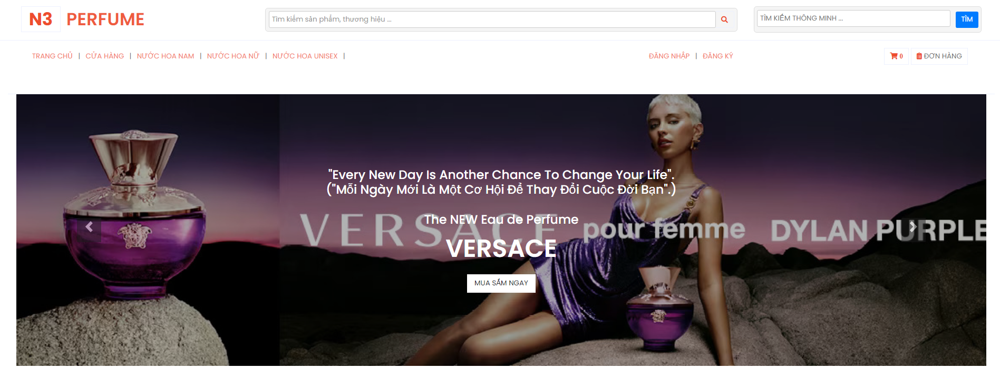 N3 PERFUME
Tìm kiếm sản phẩm, thương hiệu ...
TÌM KIẾM THÔNG MINH ...
TÌM
TRANG CHỦ | CỬA HÀNG | NƯỚC HOA NAM | NƯỚC HOA NỮ | NƯỚC HOA UNISEX |
ĐĂNG NHẬP | ĐĂNG KÝ
0
ĐƠN HÀNG
"Every New Day Is Another Chance To Change Your Life".
("Mỗi Ngày Mới Là Một Cơ Hội Để Thay Đổi Cuộc Đời Bạn".)
The NEW Eau de Perfume
VERSACE pour femme DYLAN PURPLE
VERSACE
MUA SẮM NGAY